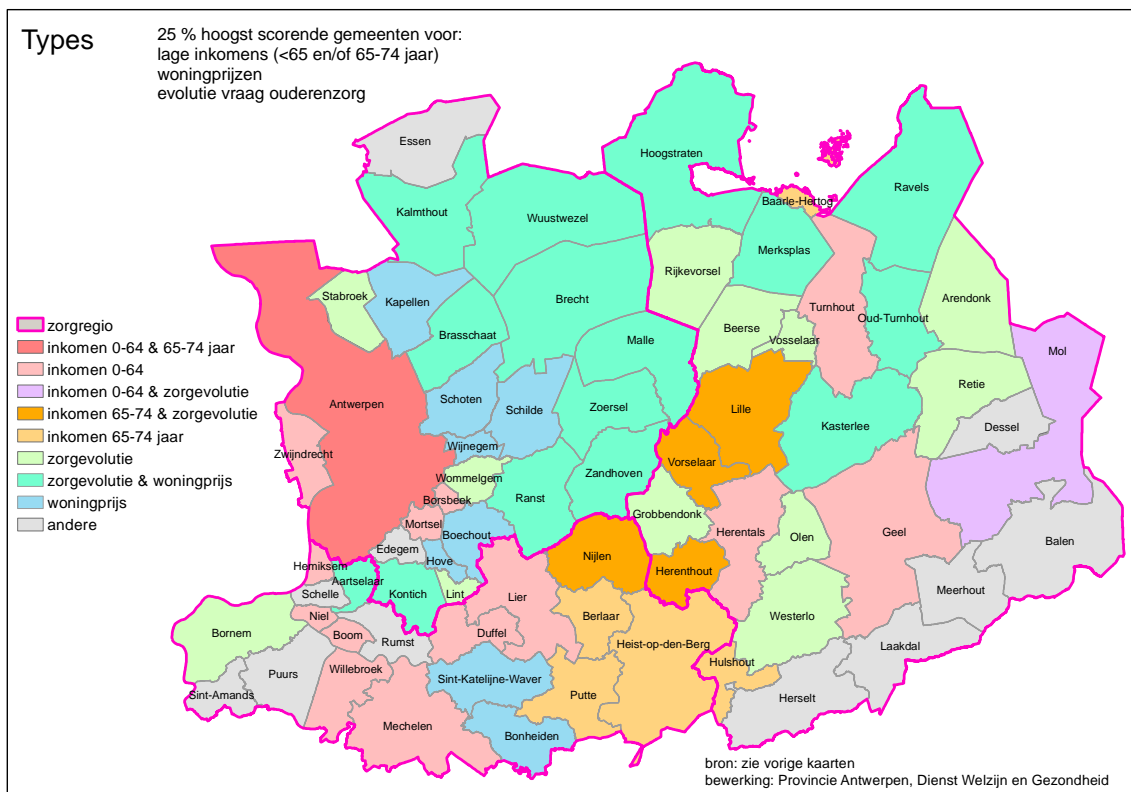 Types
25 % hoogst scorende gemeenten voor:
lage inkomens (<65 en/of 65-74 jaar)
woningprijzen
evolutie vraag ouderenzorg
Essen
Hoogstraten
Ravels
Baarle-Hertog
Kalmthout
Wuustwezel
Merksplas
Rijkevorsel
Stabroek
Kapellen
Brecht
Turnhout
Arendonk
Oud-Turnhout
Beerse
Vosselaar
Brasschaat
Malle
Mol
Retie
Antwerpen
Schoten
Schilde
Zoersel
Lille
Kasterlee
Dessel
Zwijndrecht
Wijnegem
Vorselaar
Wommelgem
Zandhoven
Ranst
Borsbeek
Grobbendonk
Mortsel
Boechout
Herentals
Olen
Geel
Balen
Edegem
Hove
Nijlen
Herenthout
Hemiksem
Aartselaar
Schelle
Kontich
Lint
Meerhout
Lier
Berlaar
Westerlo
Niel
Bornem
Boom
Rumst
Duffel
Heist-op-den-Berg
Laakdal
Hulshout
Puurs
Willebroek
Sint-Katelijne-Waver
Sint-Amands
Putte
Herselt
Mechelen
Bonheiden
zorgregio
inkomen 0-64 & 65-74 jaar
inkomen 0-64
inkomen 0-64 & zorgevolutie
inkomen 65-74 & zorgevolutie
inkomen 65-74 jaar
zorgevolutie
zorgevolutie & woningprijs
woningprijs
andere
bron: zie vorige kaarten
bewerking: Provincie Antwerpen, Dienst Welzijn en Gezondheid